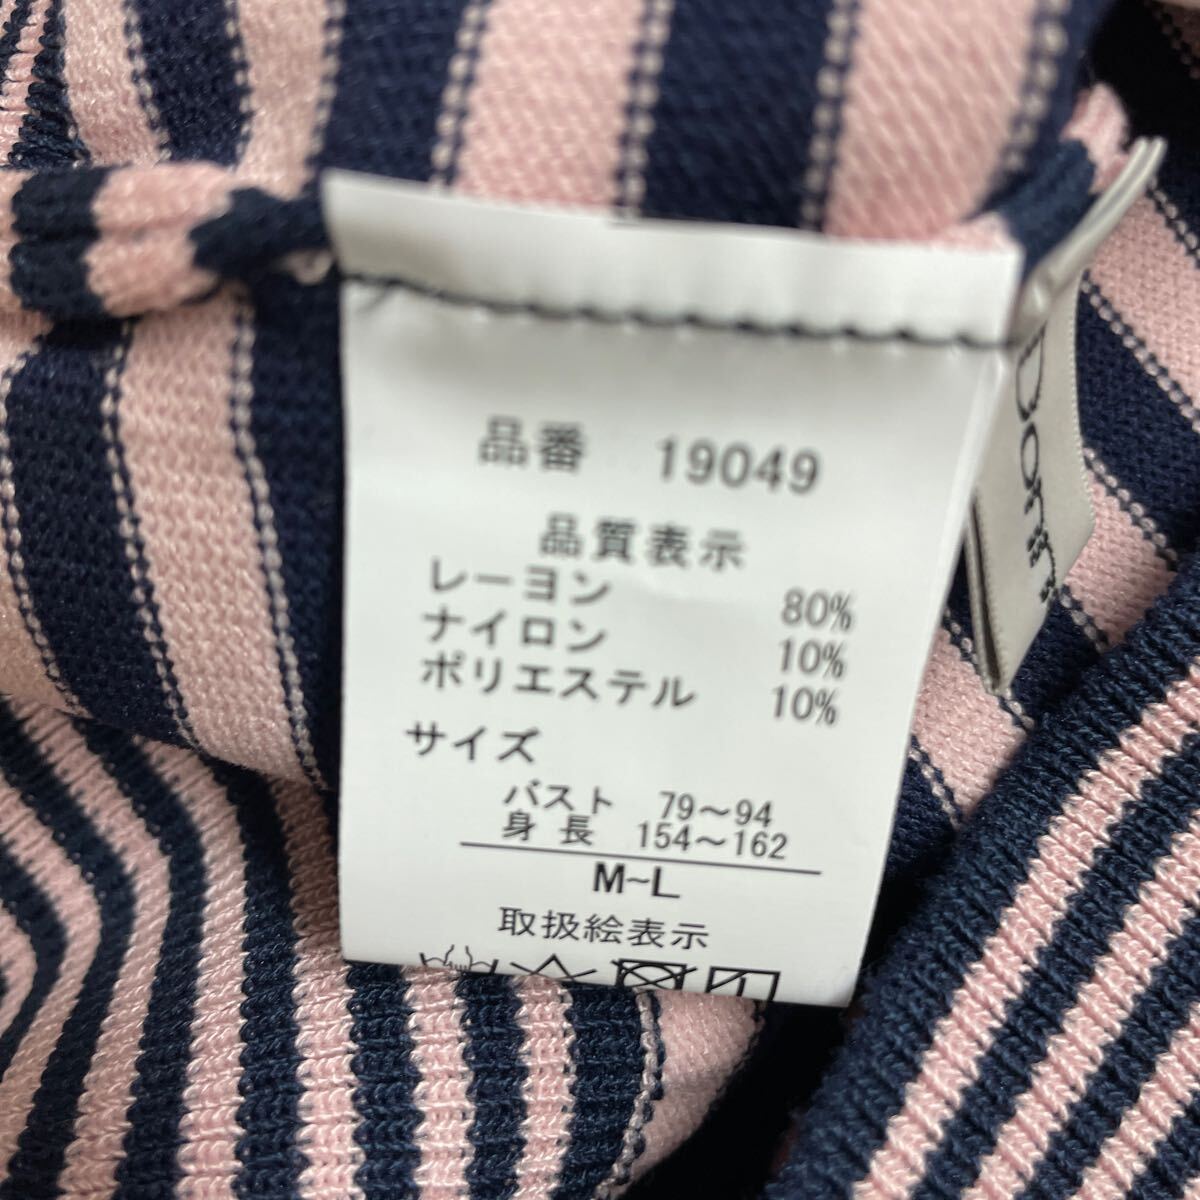 品番 19049
品質表示
レーヨン 80%
ナイロン 10%
ポリエステル 10%
サイズ
バスト 79～94
身長 154～162
M~L
取扱絵表示